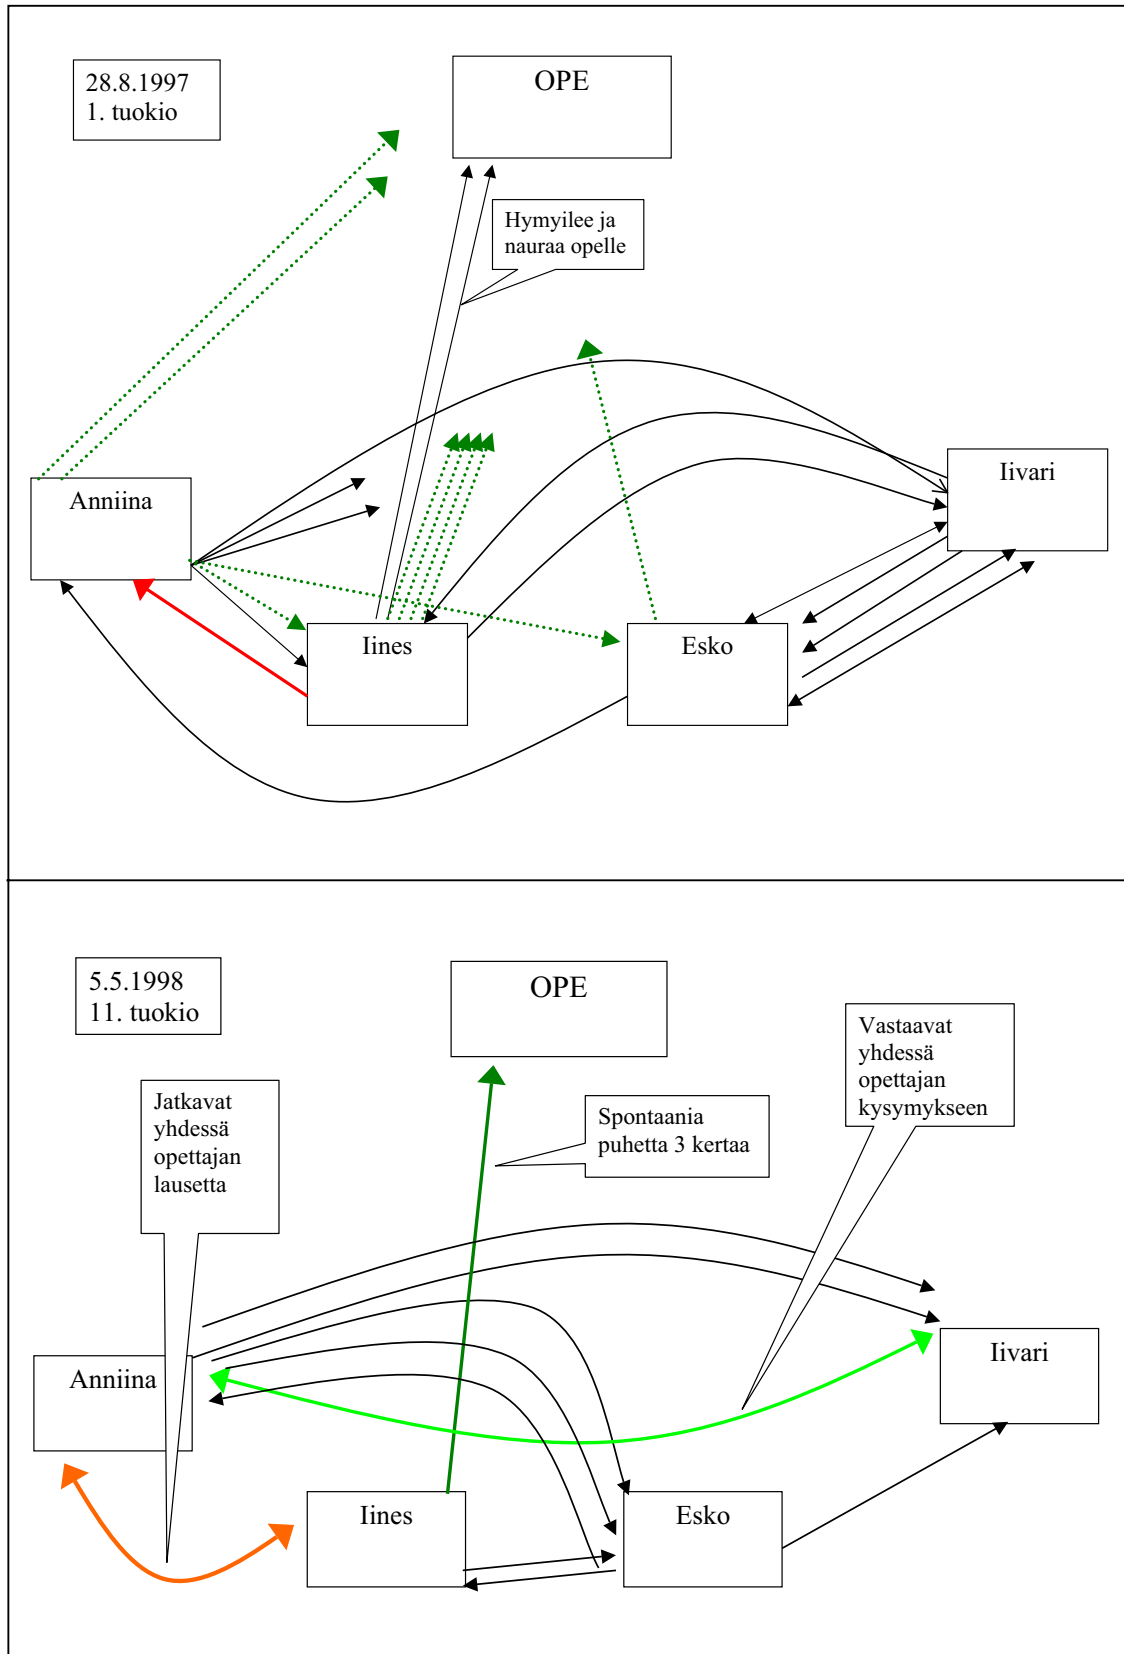 28.8.1997
1. tuokio
OPE
Hymyilee ja
nauraa opelle
Anniina
Iivari
Iines
Esko
5.5.1998
11. tuokio
OPE
Vastaavat
yhdessä
opettajan
kysymykseen
Jatkavat
yhdessä
opettajan
lausetta
Spontaania
puhetta 3 kertaa
Anniina
Iivari
Iines
Esko